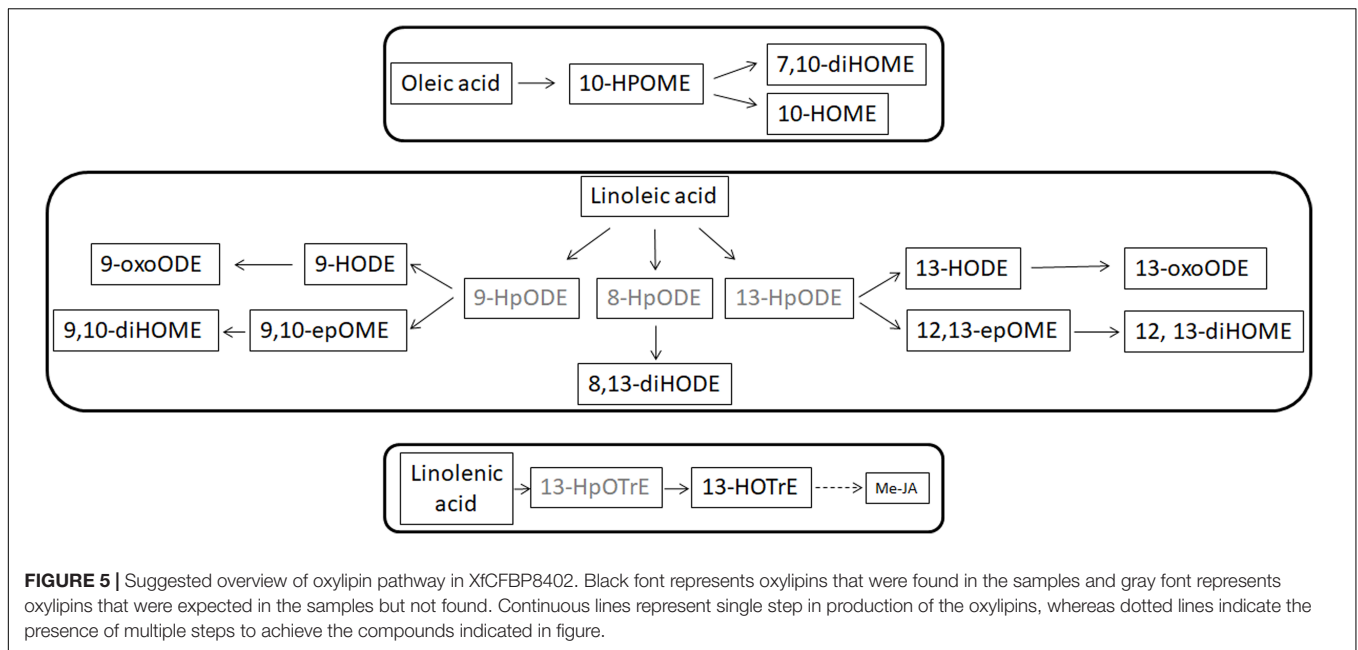 Oleic acid
10-HPOME
7,10-diHOME
10-HOME
Linoleic acid
9-oxoODE
9-HODE
9-HpODE
8-HpODE
13-HpODE
13-HODE
13-oxoODE
9,10-diHOME
9,10-epOME
12,13-epOME
12, 13-diHOME
8,13-diHODE
Linolenic
acid
13-HpOTrE
13-HOTrE
Me-JA
FIGURE 5 | Suggested overview of oxylipin pathway in XfCFBP8402. Black font represents oxylipins that were found in the samples and gray font represents
oxylipins that were expected in the samples but not found. Continuous lines represent single step in production of the oxylipins, whereas dotted lines indicate the
presence of multiple steps to achieve the compounds indicated in figure.